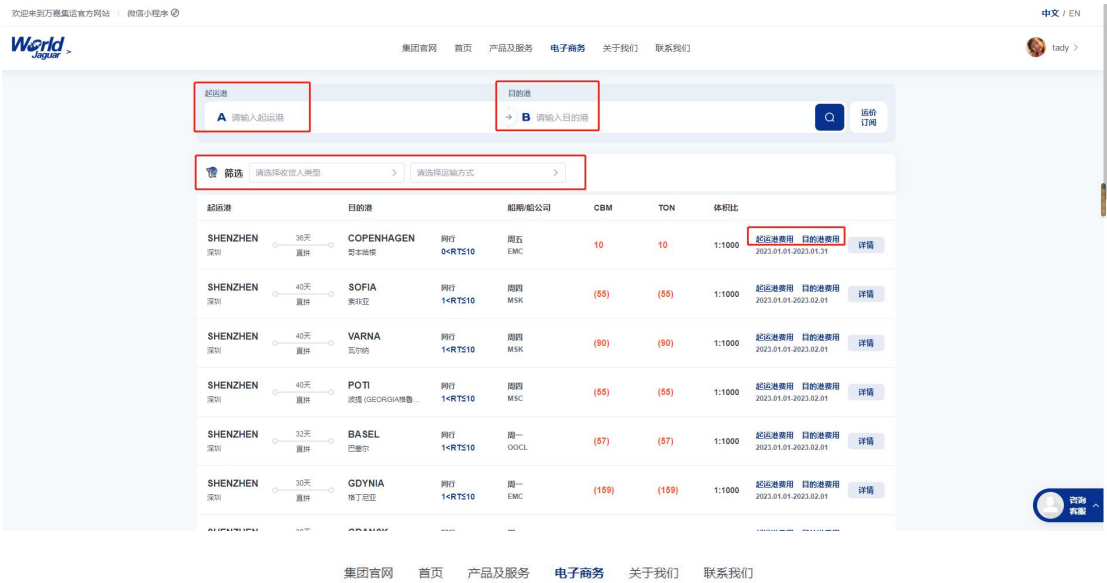 欢迎来到万嘉集运官方网站 微信小程序 中文 / EN
World Jaguar 集团官网 首页 产品及服务 电子商务 关于我们 联系我们 tady
起运港 目的港
A 请输入起运港 B 请输入目的港 运价订阅
筛选 请选择收货人类型 请选择运输方式
起运港 目的港 船期/船公司 CBM TON 体积比
SHENZHEN 36天 COPENHAGEN 同行 周五 10 10 1:1000 起运港费用 目的港费用 详情
深圳 直拼 哥本哈根 0<RT≤10 EMC 2023.01.01-2023.01.31
SHENZHEN 40天 SOFIA 同行 周四 (55) (55) 1:1000 起运港费用 目的港费用 详情
深圳 直拼 索非亚 1<RT≤10 MSK 2023.01.01-2023.02.01
SHENZHEN 40天 VARNA 同行 周四 (90) (90) 1:1000 起运港费用 目的港费用 详情
深圳 直拼 瓦尔纳 1<RT≤10 MSK 2023.01.01-2023.02.01
SHENZHEN 40天 POTI 同行 周四 (55) (55) 1:1000 起运港费用 目的港费用 详情
深圳 直拼 波提 (GEORGIA格鲁... 1<RT≤10 MSC 2023.01.01-2023.02.01
SHENZHEN 32天 BASEL 同行 周一 (57) (57) 1:1000 起运港费用 目的港费用 详情
深圳 直拼 巴塞尔 1<RT≤10 OOCL 2023.01.01-2023.02.01
SHENZHEN 30天 GDYNIA 同行 周一 (159) (159) 1:1000 起运港费用 目的港费用 详情
深圳 直拼 格丁尼亚 1<RT≤10 EMC 2023.01.01-2023.02.01
咨询客服
集团官网 首页 产品及服务 电子商务 关于我们 联系我们